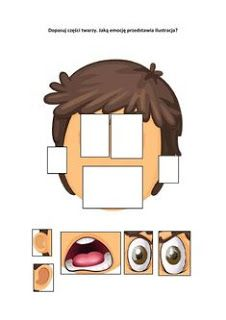 Dopasuj części twarzy. Jaką emocję przedstawia ilustracja?